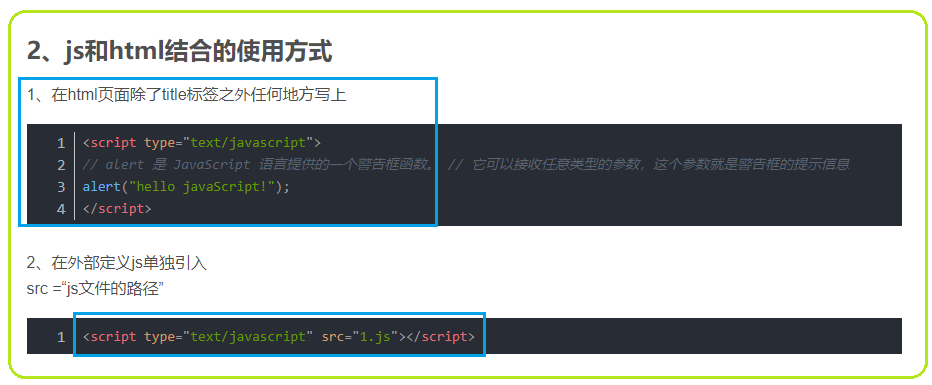 2、js和html结合的使用方式
1、在html页面除了title标签之外任何地方写上
1 <script type="text/javascript">
2 // alert 是 JavaScript 语言提供的一个警告框函数。 // 它可以接收任意类型的参数，这个参数就是警告框的提示信息
3 alert("hello javaScript!");
4 </script>
2、在外部定义js单独引入
src =“js文件的路径”
1 <script type="text/javascript" src="1.js"></script>